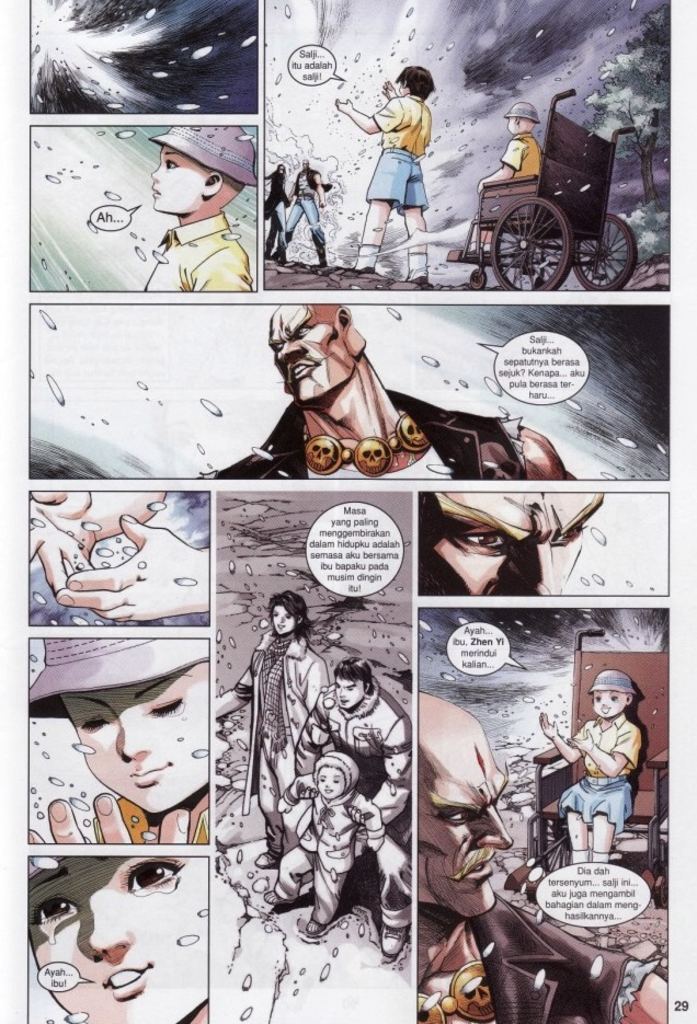 Salji...
itu adalah
salji!
Ah...
Salji...
bukankah
sepatutnya berasa
sejuk? Kenapa... aku
pula berasa ter-
haru...
Masa
yang paling
menggembirakan
dalam hidupku adalah
semasa aku bersama
ibu bapaku pada
musim dingin
itu!
Ayah...
ibu!
Ayah...
ibu, Zhen Yi
merindui
kalian...
Dia dah
tersenyum... salji ini...
aku juga mengambil
bahagian dalam meng-
hasilkannya...
29